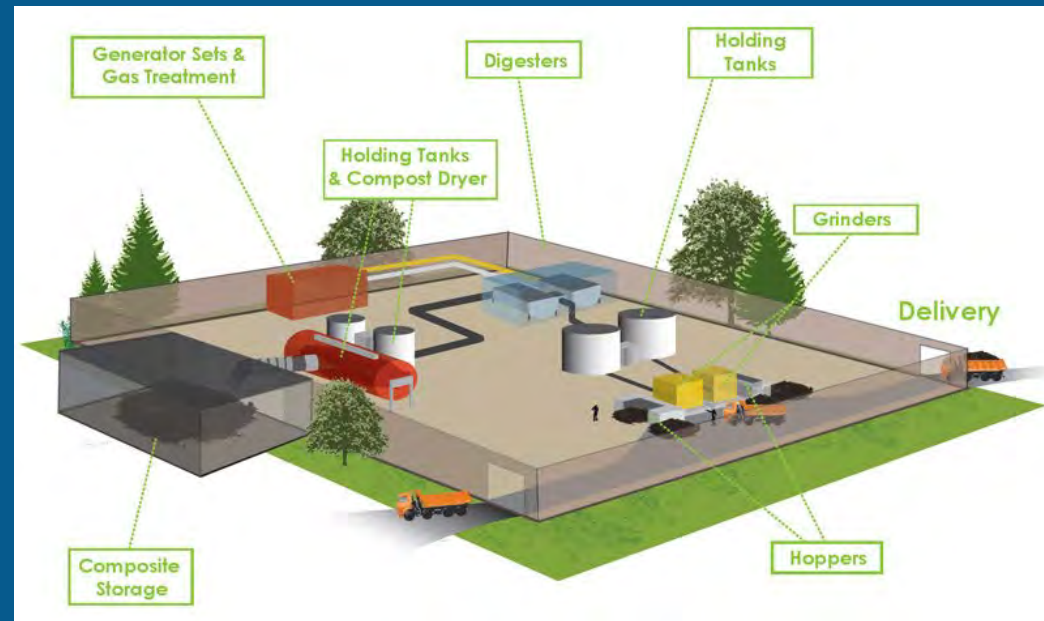 Generator Sets &
Gas Treatment
Digesters
Holding
Tanks
Holding Tanks
& Compost Dryer
Grinders
Delivery
Composite
Storage
Hoppers